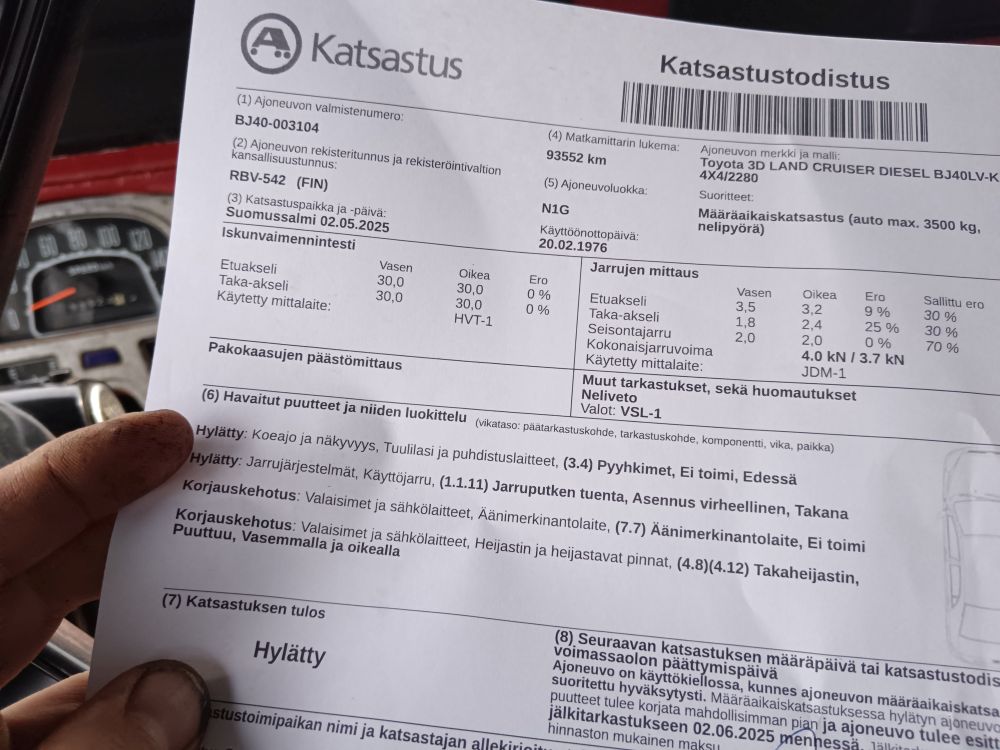 A Katsastus
Katsastustodistus
(1) Ajoneuvon valmistenumero:
BJ40-003104
(2) Ajoneuvon rekisteritunnus ja rekisteröintivaltion
kansallisuustunnus:
RBV-542 (FIN)
(3) Katsastuspaikka ja -päivä:
Suomussalmi 02.05.2025
(4) Matkamittarin lukema:
93552 km
(5) Ajoneuvoluokka:
N1G
Käyttöönottopäivä:
20.02.1976
Ajoneuvon merkki ja malli:
Toyota 3D LAND CRUISER DIESEL BJ40LV-K
4X4/2280
Suoritteet:
Määräaikaiskatsastus (auto max. 3500 kg,
nelipyörä)
Iskunvaimennintesti
Vasen Oikea Ero
Etuakseli 30,0 30,0 0 %
Taka-akseli 30,0 30,0 0 %
Käytetty mittalaite: HVT-1
Jarrujen mittaus
Vasen Oikea Ero Sallittu ero
Etuakseli 3,5 3,2 9 % 30 %
Taka-akseli 1,8 2,4 25 % 30 %
Seisontajarru 2,0 2,0 0 % 70 %
Kokonaisjarruvoima 4.0 kN / 3.7 kN
Käytetty mittalaite: JDM-1
Pakokaasujen päästömittaus
Muut tarkastukset, sekä huomautukset
Neliveto
Valot: VSL-1
(6) Havaitut puutteet ja niiden luokittelu (vikataso: päätarkastuskohde, tarkastuskohde, komponentti, vika, paikka)
Hylätty: Koeajo ja näkyvyys, Tuulilasi ja puhdistuslaitteet, (3.4) Pyyhkimet, Ei toimi, Edessä
Hylätty: Jarrujärjestelmät, Käyttöjarru, (1.1.11) Jarruputken tuenta, Asennus virheellinen, Takana
Korjauskehotus: Valaisimet ja sähkölaitteet, Äänimerkinantolaite, (7.7) Äänimerkinantolaite, Ei toimi
Korjauskehotus: Valaisimet ja sähkölaitteet, Heijastin ja heijastavat pinnat, (4.8)(4.12) Takaheijastin,
Puuttuu, Vasemmalla ja oikealla
(7) Katsastuksen tulos
Hylätty
(8) Seuraavan katsastuksen määräpäivä tai katsastustodis
voimassaolon päättymispäivä
Ajoneuvo on käyttökiellossa, kunnes ajoneuvon määräaikaiskatsa
suoritettu hyväksytysti. Määräaikaiskatsastuksessa hylätyn ajoneuvo
puutteet tulee korjata mahdollisimman pian ja ajoneuvo tulee esitt
jälkitarkastukseen 02.06.2025 mennessä.
hinnaston mukainen maksu
astustoimipaikan nimi ja katsastajan
60 80 100 120